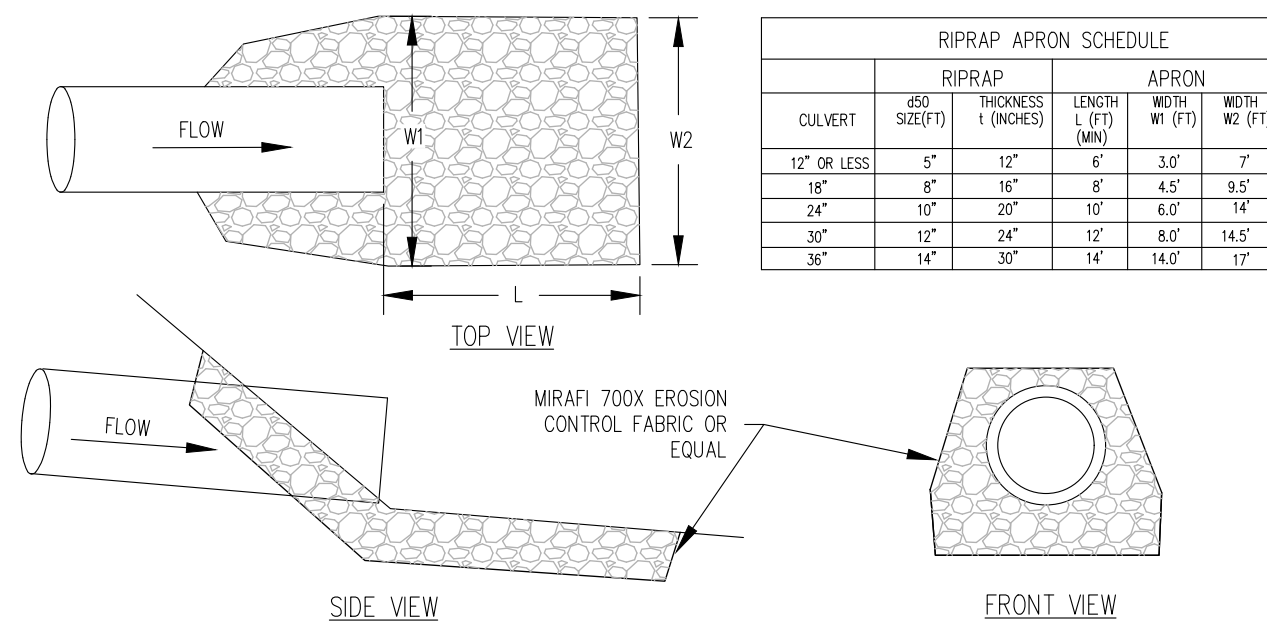 FLOW
W1
W2
L
TOP VIEW
RIPRAP APRON SCHEDULE
RIPRAP APRON
CULVERT d50 SIZE(FT) THICKNESS t (INCHES) LENGTH L (FT) (MIN) WIDTH W1 (FT) WIDTH W2 (FT)
12" OR LESS 5" 12" 6' 3.0' 7'
18" 8" 16" 8' 4.5' 9.5'
24" 10" 20" 10' 6.0' 14'
30" 12" 24" 12' 8.0' 14.5'
36" 14" 30" 14' 14.0' 17'
FLOW
SIDE VIEW
MIRAFI 700X EROSION
CONTROL FABRIC OR
EQUAL
FRONT VIEW